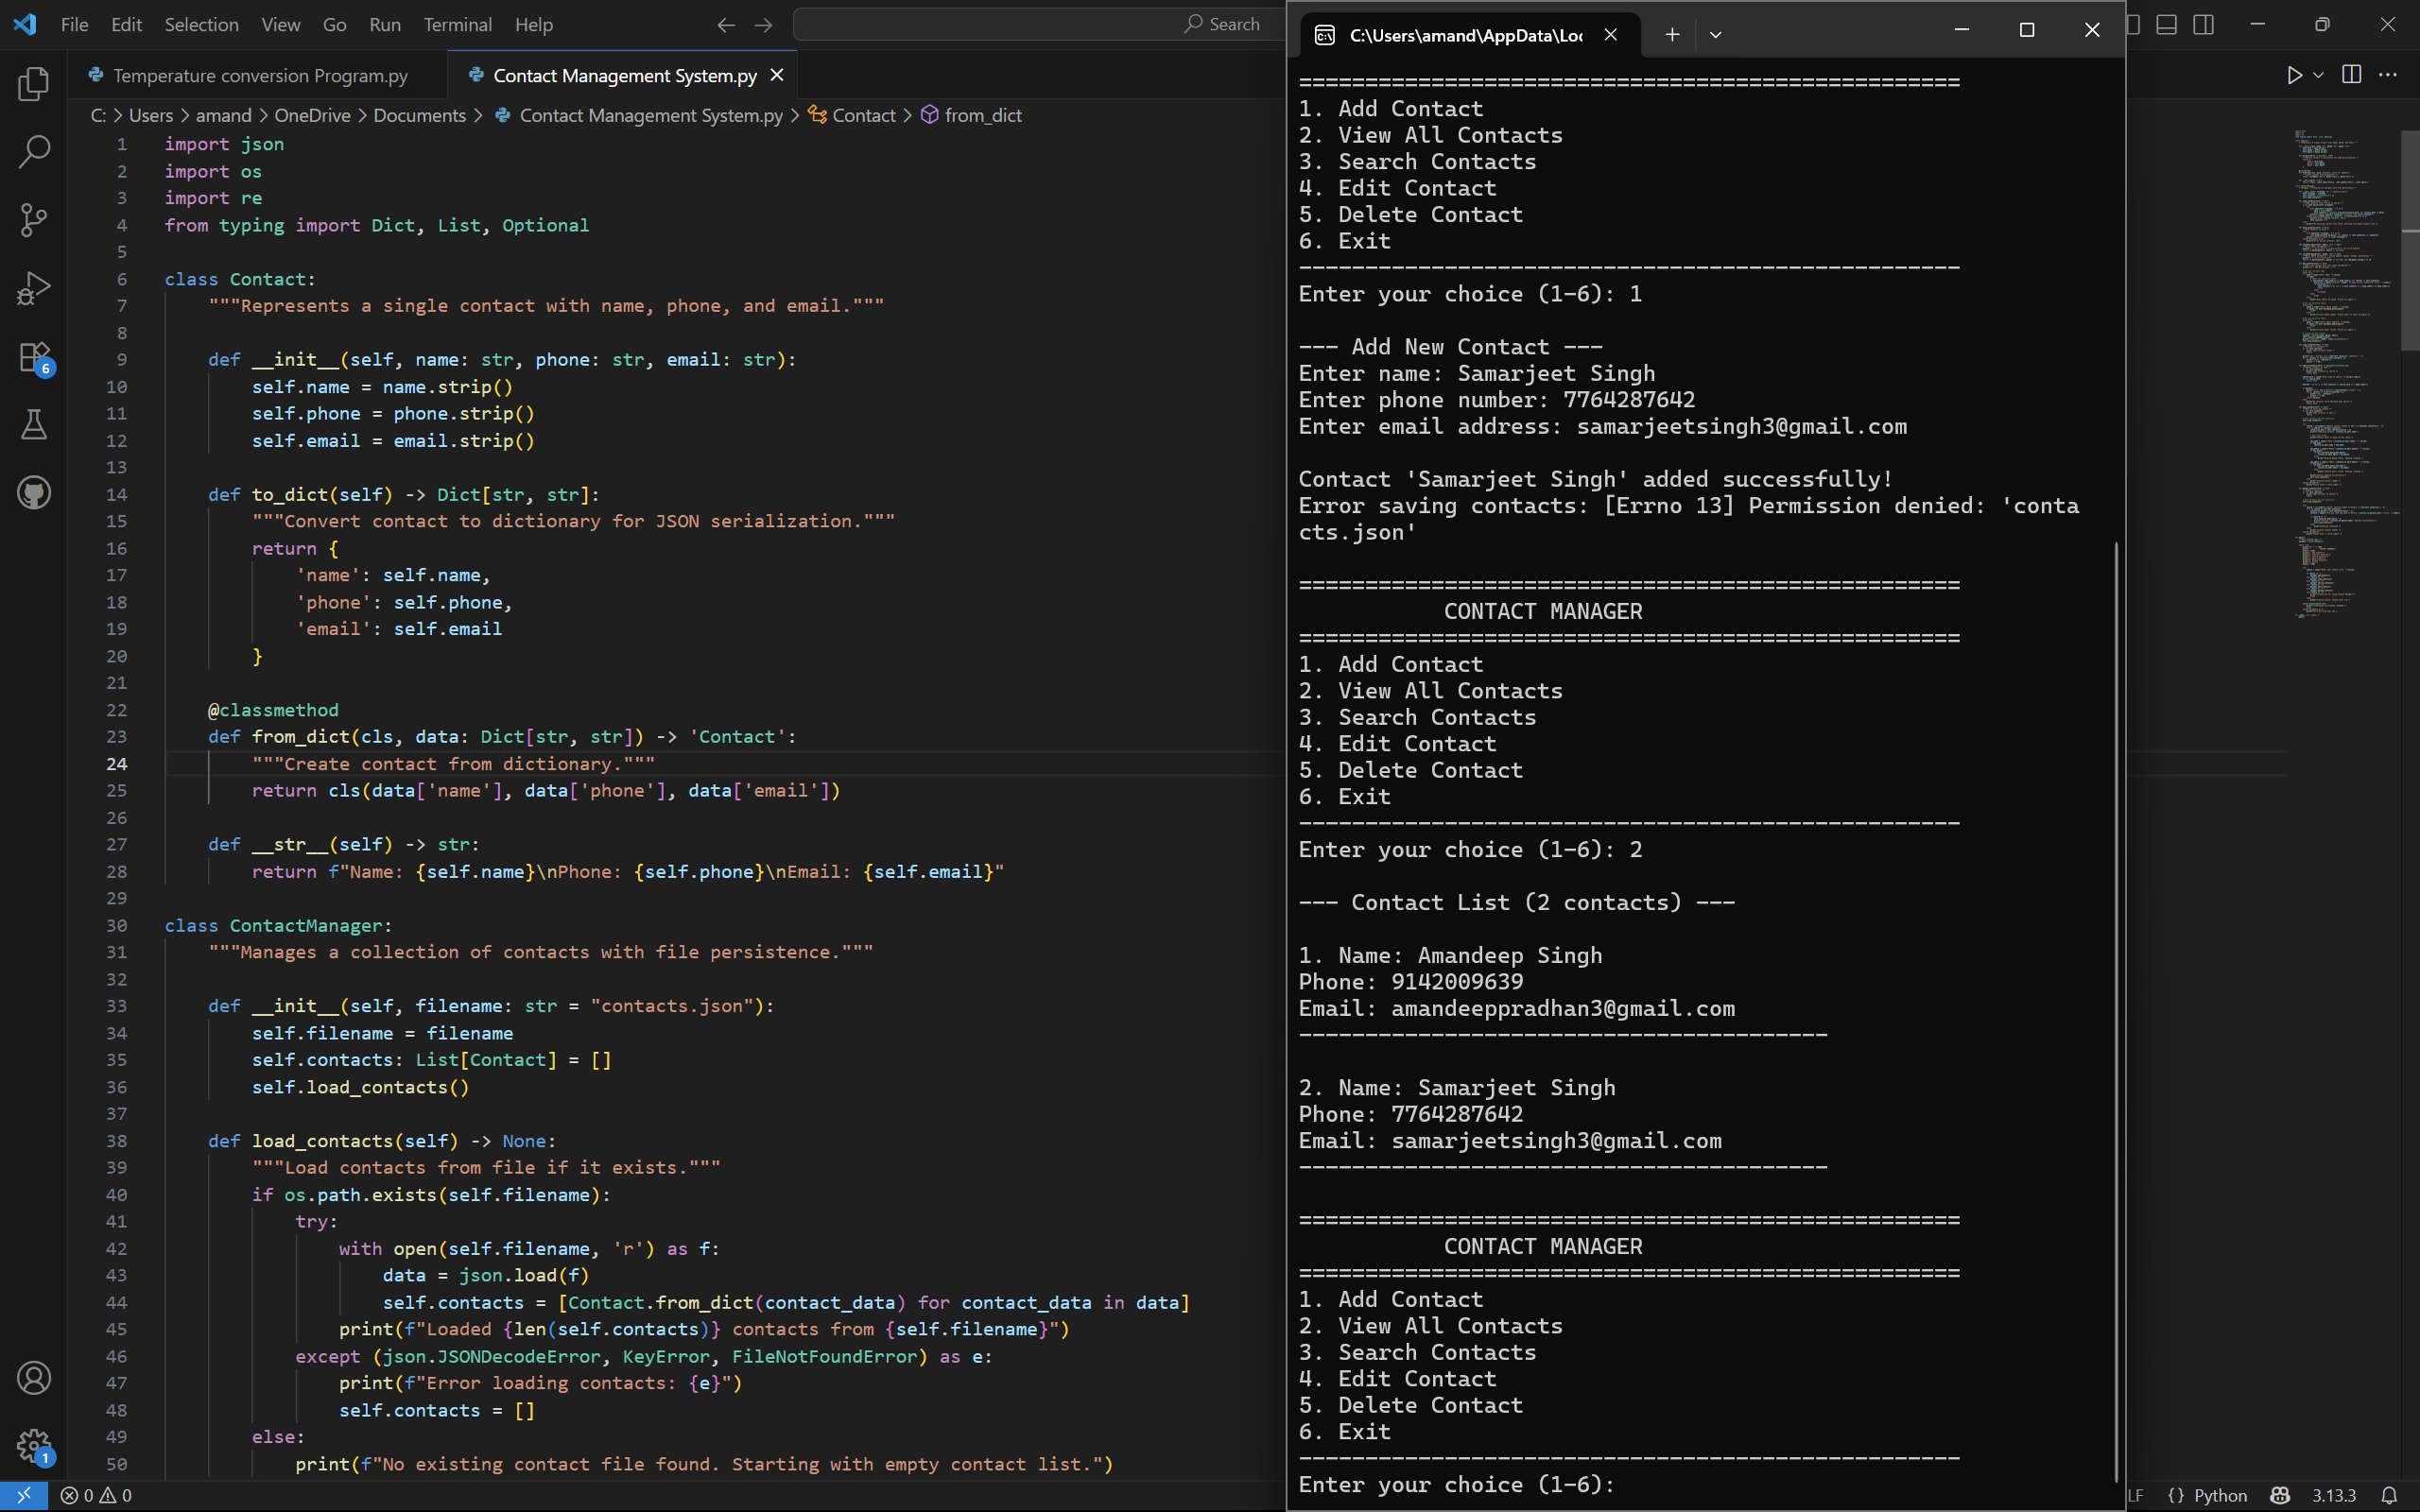 File Edit Selection View Go Run Terminal Help
Search
Temperature conversion Program.py
Contact Management System.py
C: > Users > amand > OneDrive > Documents > Contact Management System.py > Contact > from_dict
1 import json
2 import os
3 import re
4 from typing import Dict, List, Optional
5
6 class Contact:
7 """Represents a single contact with name, phone, and email."""
8
9 def __init__(self, name: str, phone: str, email: str):
10 self.name = name.strip()
11 self.phone = phone.strip()
12 self.email = email.strip()
13
14 def to_dict(self) -> Dict[str, str]:
15 """Convert contact to dictionary for JSON serialization."""
16 return {
17 'name': self.name,
18 'phone': self.phone,
19 'email': self.email
20 }
21
22 @classmethod
23 def from_dict(cls, data: Dict[str, str]) -> 'Contact':
24 """Create contact from dictionary."""
25 return cls(data['name'], data['phone'], data['email'])
26
27 def __str__(self) -> str:
28 return f"Name: {self.name}\nPhone: {self.phone}\nEmail: {self.email}"
29
30 class ContactManager:
31 """Manages a collection of contacts with file persistence."""
32
33 def __init__(self, filename: str = "contacts.json"):
34 self.filename = filename
35 self.contacts: List[Contact] = []
36 self.load_contacts()
37
38 def load_contacts(self) -> None:
39 """Load contacts from file if it exists."""
40 if os.path.exists(self.filename):
41 try:
42 with open(self.filename, 'r') as f:
43 data = json.load(f)
44 self.contacts = [Contact.from_dict(contact_data) for contact_data in data]
45 print(f"Loaded {len(self.contacts)} contacts from {self.filename}")
46 except (json.JSONDecodeError, KeyError, FileNotFoundError) as e:
47 print(f"Error loading contacts: {e}")
48 self.contacts = []
49 else:
50 print(f"No existing contact file found. Starting with empty contact list.")
6
1
0 0
C:\Users\amand\AppData\Loc
==================================================
1. Add Contact
2. View All Contacts
3. Search Contacts
4. Edit Contact
5. Delete Contact
6. Exit
--------------------------------------------------
Enter your choice (1-6): 1
--- Add New Contact ---
Enter name: Samarjeet Singh
Enter phone number: 7764287642
Enter email address: samarjeetsingh3@gmail.com
Contact 'Samarjeet Singh' added successfully!
Error saving contacts: [Errno 13] Permission denied: 'conta
cts.json'
==================================================
CONTACT MANAGER
==================================================
1. Add Contact
2. View All Contacts
3. Search Contacts
4. Edit Contact
5. Delete Contact
6. Exit
--------------------------------------------------
Enter your choice (1-6): 2
--- Contact List (2 contacts) ---
1. Name: Amandeep Singh
Phone: 9142009639
Email: amandeeppradhan3@gmail.com
----------------------------------------
2. Name: Samarjeet Singh
Phone: 7764287642
Email: samarjeetsingh3@gmail.com
----------------------------------------
==================================================
CONTACT MANAGER
==================================================
1. Add Contact
2. View All Contacts
3. Search Contacts
4. Edit Contact
5. Delete Contact
6. Exit
--------------------------------------------------
Enter your choice (1-6):
LF {} Python 3.13.3